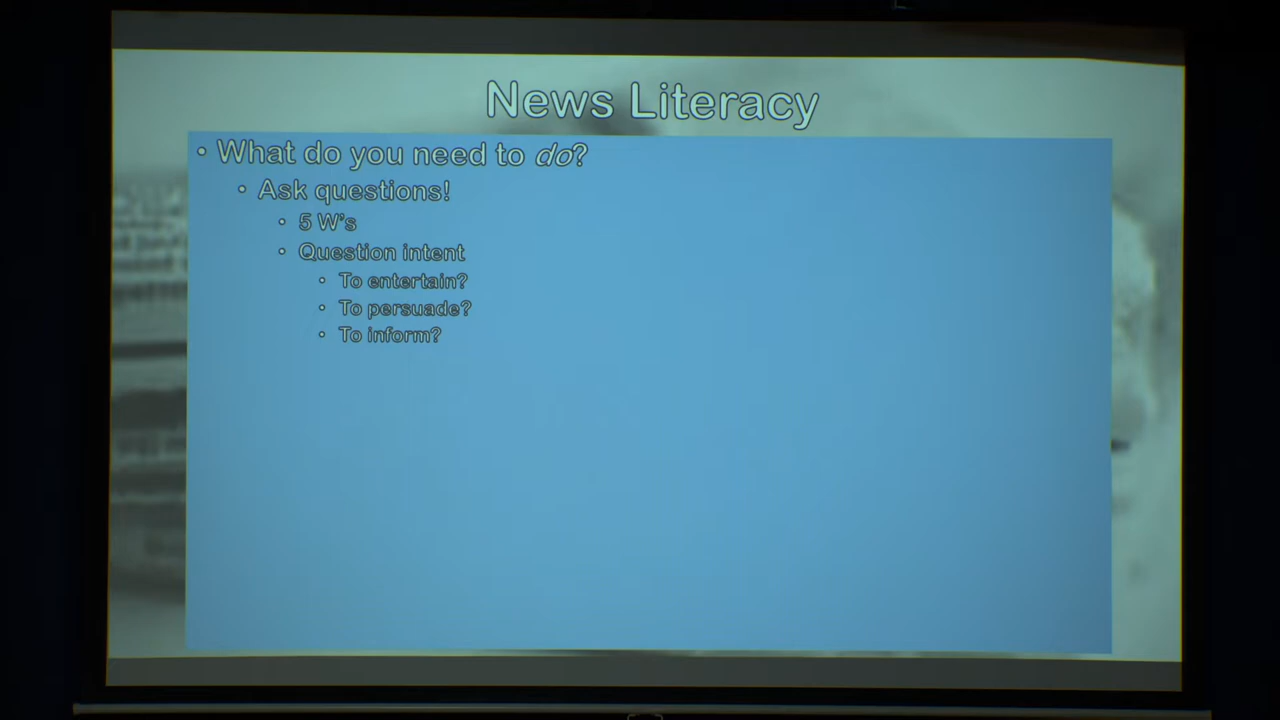 News Literacy
• What do you need to do?
• Ask questions!
• 5 W's
• Question intent
• To entertain?
• To persuade?
• To inform?